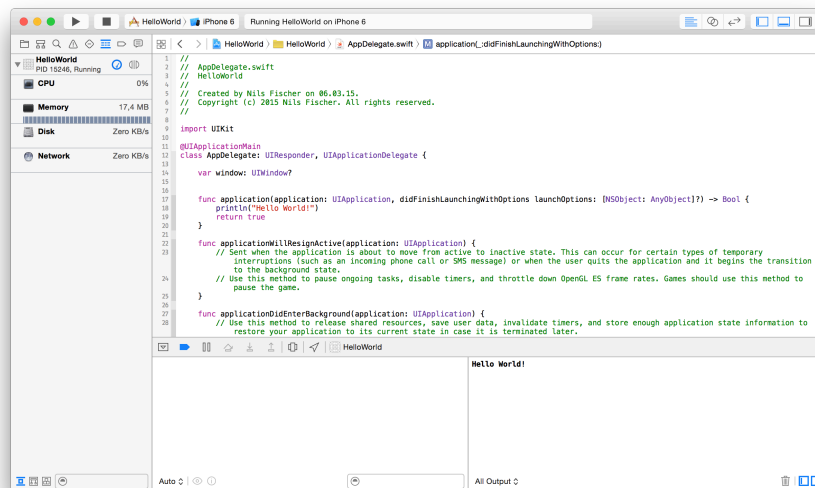 HelloWorld iPhone 6 Running HelloWorld on iPhone 6
HelloWorld HelloWorld AppDelegate.swift M application(_:didFinishLaunchingWithOptions:)
HelloWorld
PID 15246, Running
CPU 0%
Memory 17,4 MB
Disk Zero KB/s
Network Zero KB/s
1 //
2 //  AppDelegate.swift
3 //  HelloWorld
4 //
5 //  Created by Nils Fischer on 06.03.15.
6 //  Copyright (c) 2015 Nils Fischer. All rights reserved.
7 //
8
9 import UIKit
10
11 @UIApplicationMain
12 class AppDelegate: UIResponder, UIApplicationDelegate {
13
14 var window: UIWindow?
15
16
17 func application(application: UIApplication, didFinishLaunchingWithOptions launchOptions: [NSObject: AnyObject]?) -> Bool {
18 println("Hello World!")
19 return true
20 }
21
22 func applicationWillResignActive(application: UIApplication) {
23 // Sent when the application is about to move from active to inactive state. This can occur for certain types of temporary
interruptions (such as an incoming phone call or SMS message) or when the user quits the application and it begins the transition
to the background state.
24 // Use this method to pause ongoing tasks, disable timers, and throttle down OpenGL ES frame rates. Games should use this method to
pause the game.
25 }
26
27 func applicationDidEnterBackground(application: UIApplication) {
28 // Use this method to release shared resources, save user data, invalidate timers, and store enough application state information to
restore your application to its current state in case it is terminated later.
HelloWorld
Hello World!
Auto
All Output